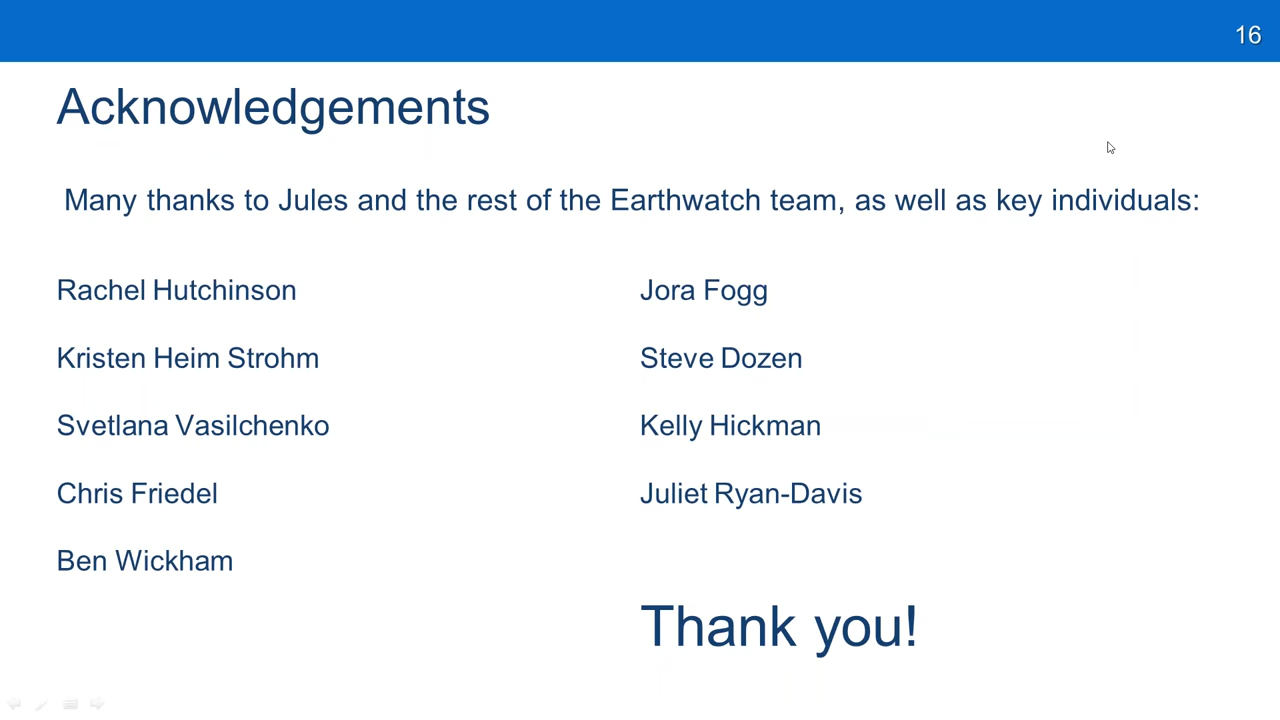 16
Acknowledgements
Many thanks to Jules and the rest of the Earthwatch team, as well as key individuals:
Rachel Hutchinson
Kristen Heim Strohm
Svetlana Vasilchenko
Chris Friedel
Ben Wickham
Jora Fogg
Steve Dozen
Kelly Hickman
Juliet Ryan-Davis
Thank you!